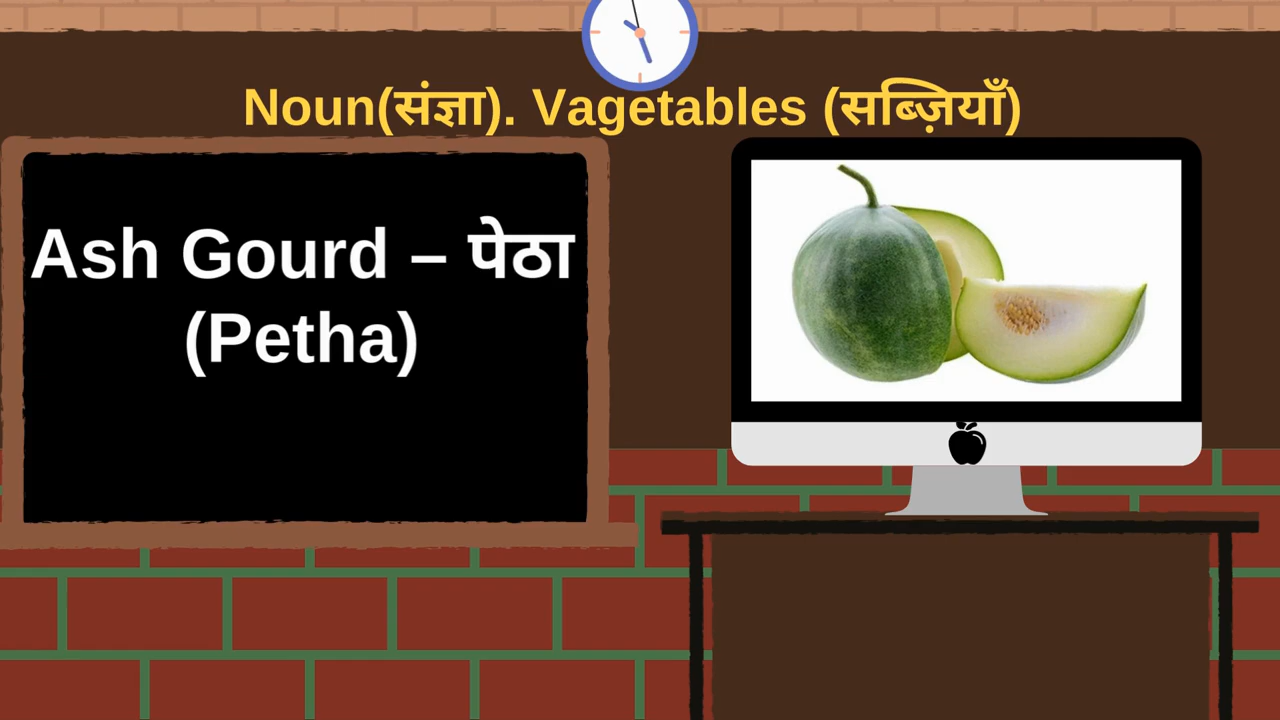 Noun(संज्ञा). Vagetables (सब्ज़ियाँ)
Ash Gourd – पेठा
(Petha)